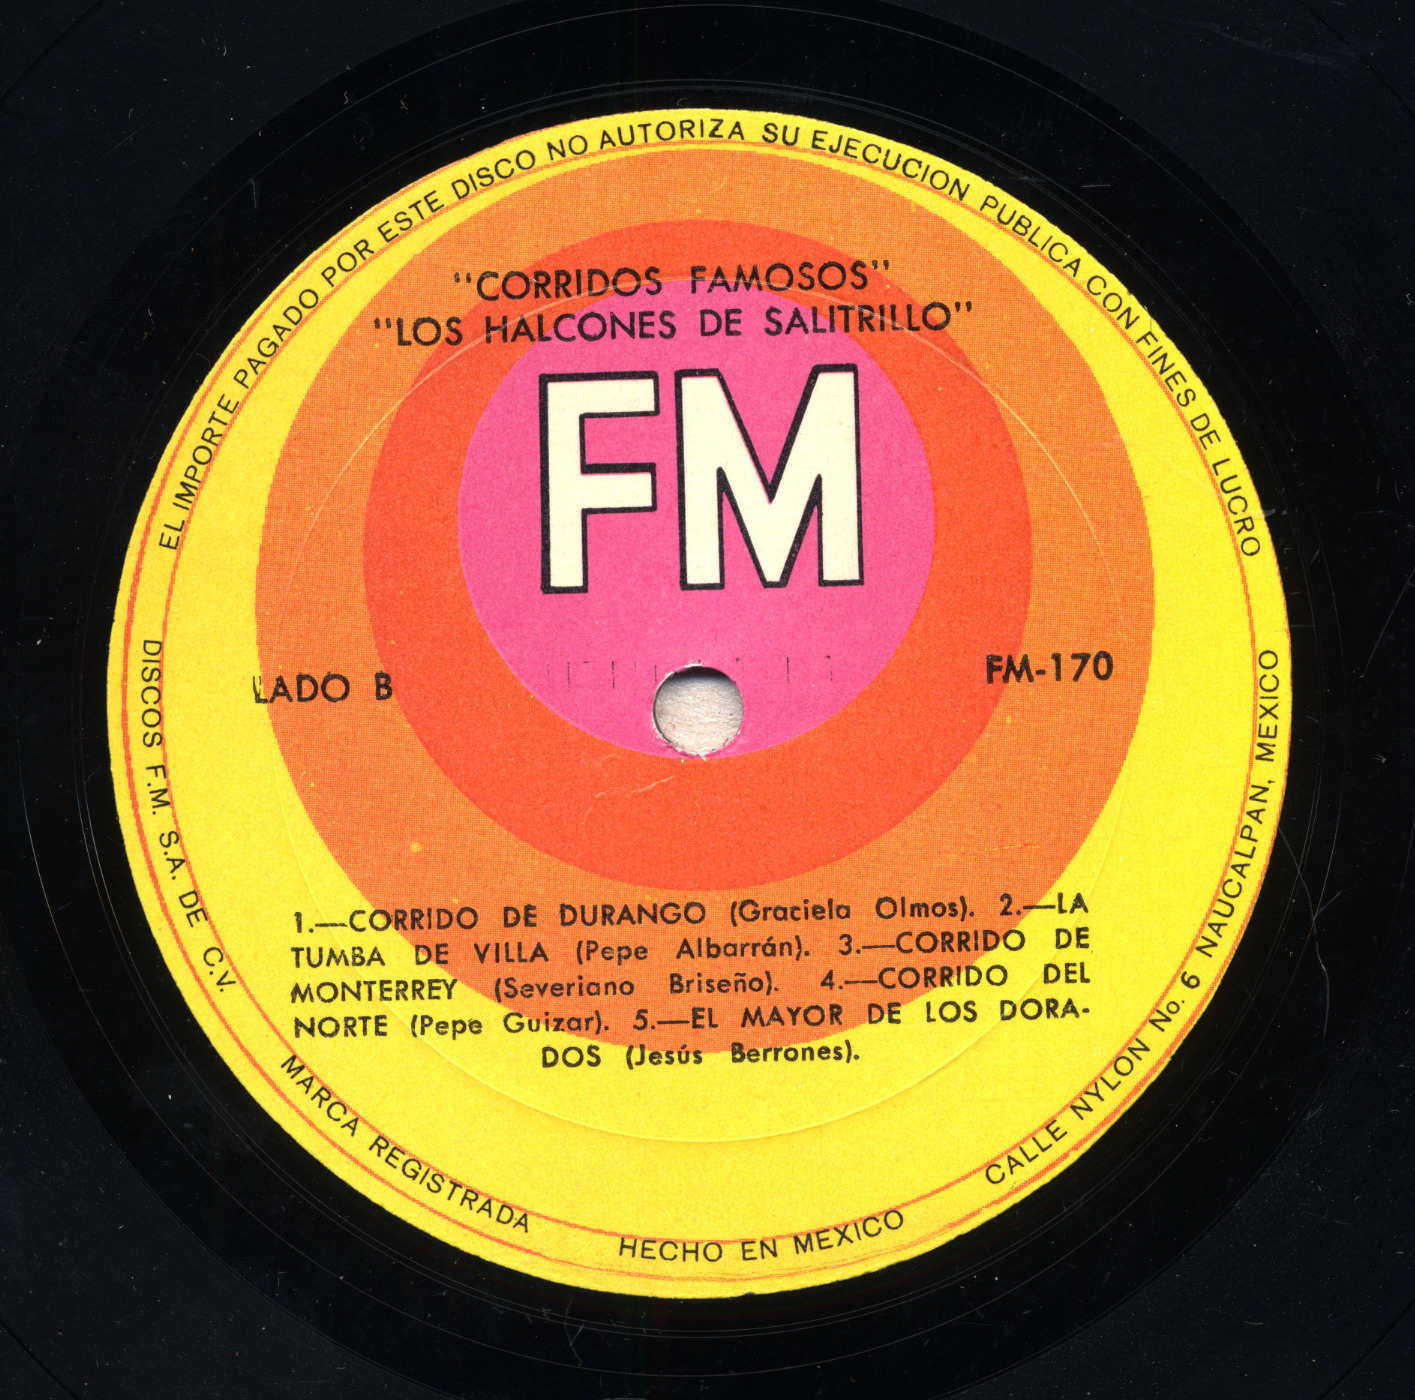 EL IMPORTE PAGADO POR ESTE DISCO NO AUTORIZA SU EJECUCION PUBLICA CON FINES DE LUCRO
"CORRIDOS FAMOSOS"
"LOS HALCONES DE SALITRILLO"
FM
LADO B
FM-170
1.—CORRIDO DE DURANGO (Graciela Olmos). 2.—LA
TUMBA DE VILLA (Pepe Albarrán). 3.—CORRIDO DE
MONTERREY (Severiano Briseño). 4.—CORRIDO DEL
NORTE (Pepe Guizar). 5.—EL MAYOR DE LOS DORA-
DOS (Jesús Berrones).
DISCOS F.M. S.A. DE C.V. MARCA REGISTRADA HECHO EN MEXICO CALLE NYLON No. 6 NAUCALPAN, MEXICO